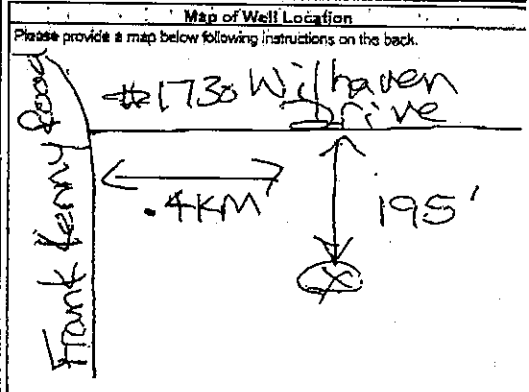 Map of Well Location
Please provide a map below following instructions on the back.
#1730 Wilhaven
Drive
Frank Kenny Road
.4KM
195'
X